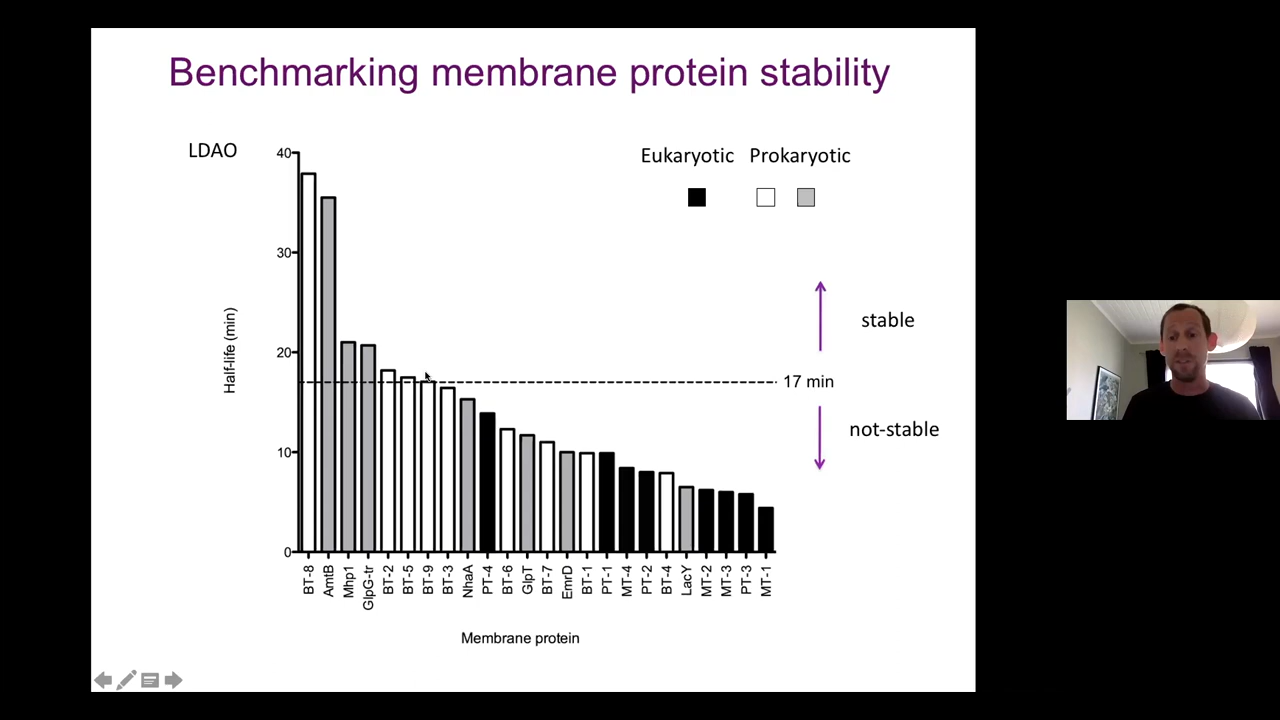 Benchmarking membrane protein stability
LDAO
Eukaryotic Prokaryotic
40
30
20
10
0
Half-life (min)
stable
17 min
not-stable
BT-8
AmtB
Mhp1
GlpG-tr
BT-2
BT-5
BT-9
BT-3
NhaA
PT-4
BT-6
GlpT
BT-7
EmrD
BT-1
PT-1
MT-4
PT-2
BT-4
LacY
MT-2
MT-3
PT-3
MT-1
Membrane protein